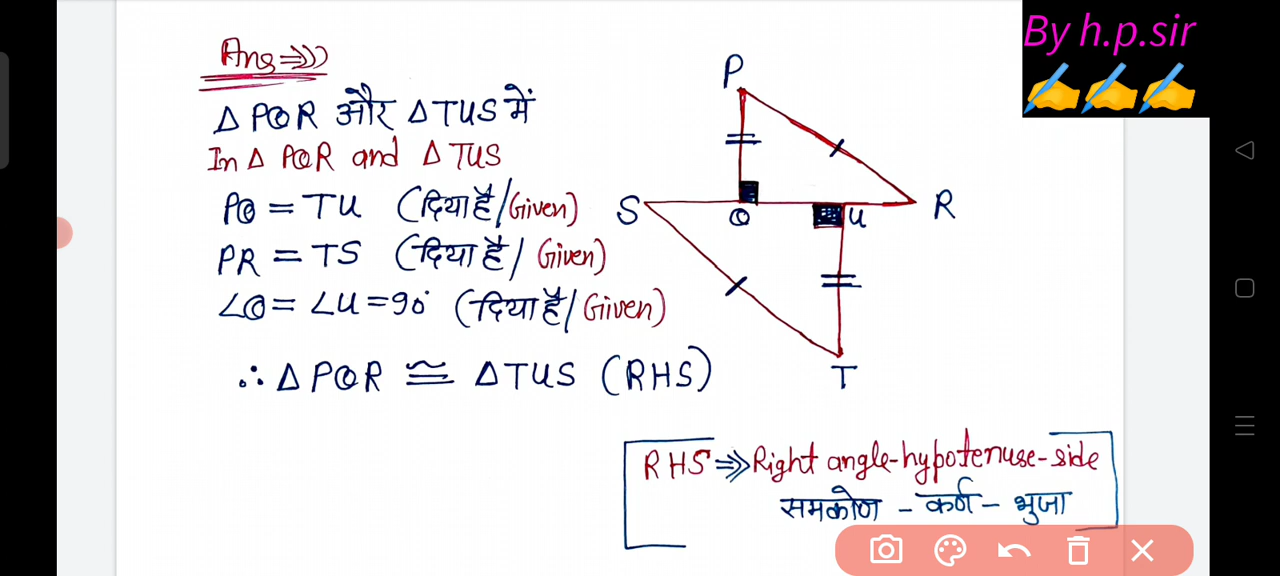 By h.p.sir
✍️✍️✍️
Ans ⇒》》
Δ PQR और Δ TUS में
In Δ PQR and Δ TUS
PQ = TU (दिया है/Given)
PR = TS (दिया है/ Given)
∠Q = ∠U = 90° (दिया है/Given)
∴ Δ PQR ≅ Δ TUS (RHS)
P
S
Q
U
R
T
RHS ⇒》 Right angle-hypotenuse-side
समकोण - कर्ण - भुजा